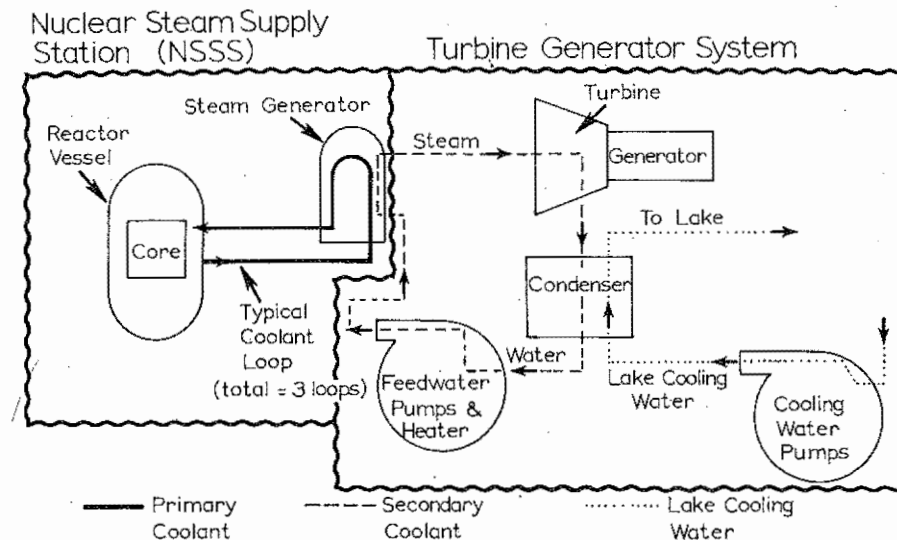 Nuclear Steam Supply
Station (NSSS)
Turbine Generator System
Steam Generator
Turbine
Reactor
Vessel
Steam
Generator
To Lake
Core
Condenser
Typical
Coolant
Loop
(total = 3 loops)
Water
Feedwater
Pumps &
Heater
Lake Cooling
Water
Cooling
Water
Pumps
Primary
Coolant
Secondary
Coolant
Lake Cooling
Water